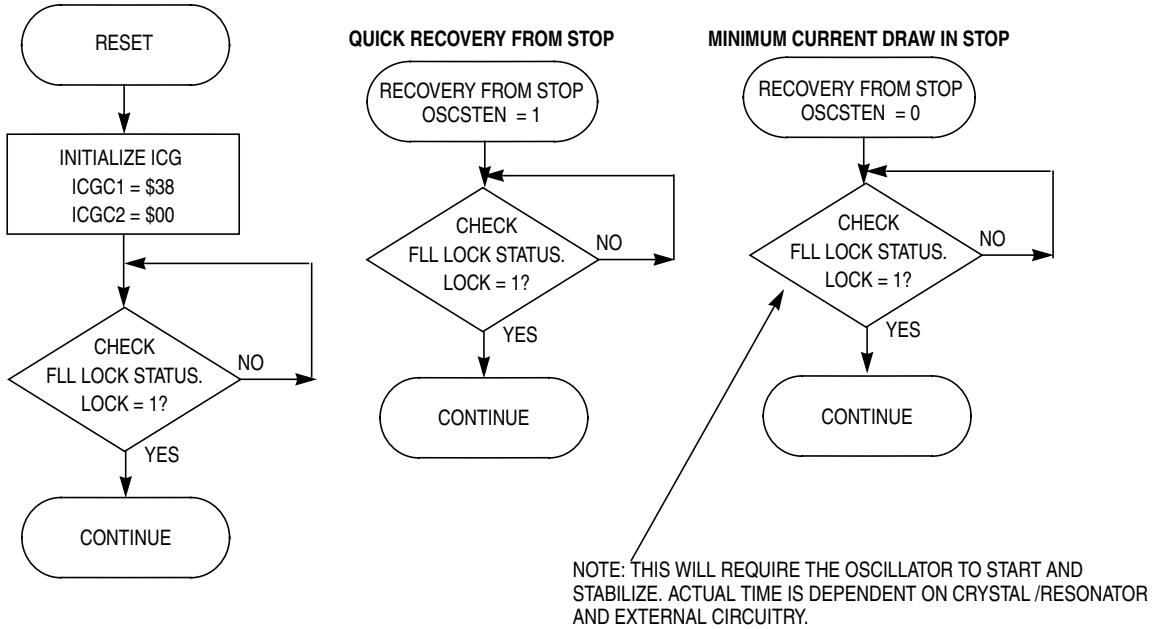 RESET
INITIALIZE ICG
ICGC1 = $38
ICGC2 = $00
CHECK
FLL LOCK STATUS.
LOCK = 1?
NO
YES
CONTINUE
QUICK RECOVERY FROM STOP
RECOVERY FROM STOP
OSCSTEN = 1
CHECK
FLL LOCK STATUS.
LOCK = 1?
NO
YES
CONTINUE
MINIMUM CURRENT DRAW IN STOP
RECOVERY FROM STOP
OSCSTEN = 0
CHECK
FLL LOCK STATUS.
LOCK = 1?
NO
YES
CONTINUE
NOTE: THIS WILL REQUIRE THE OSCILLATOR TO START AND
STABILIZE. ACTUAL TIME IS DEPENDENT ON CRYSTAL /RESONATOR
AND EXTERNAL CIRCUITRY.